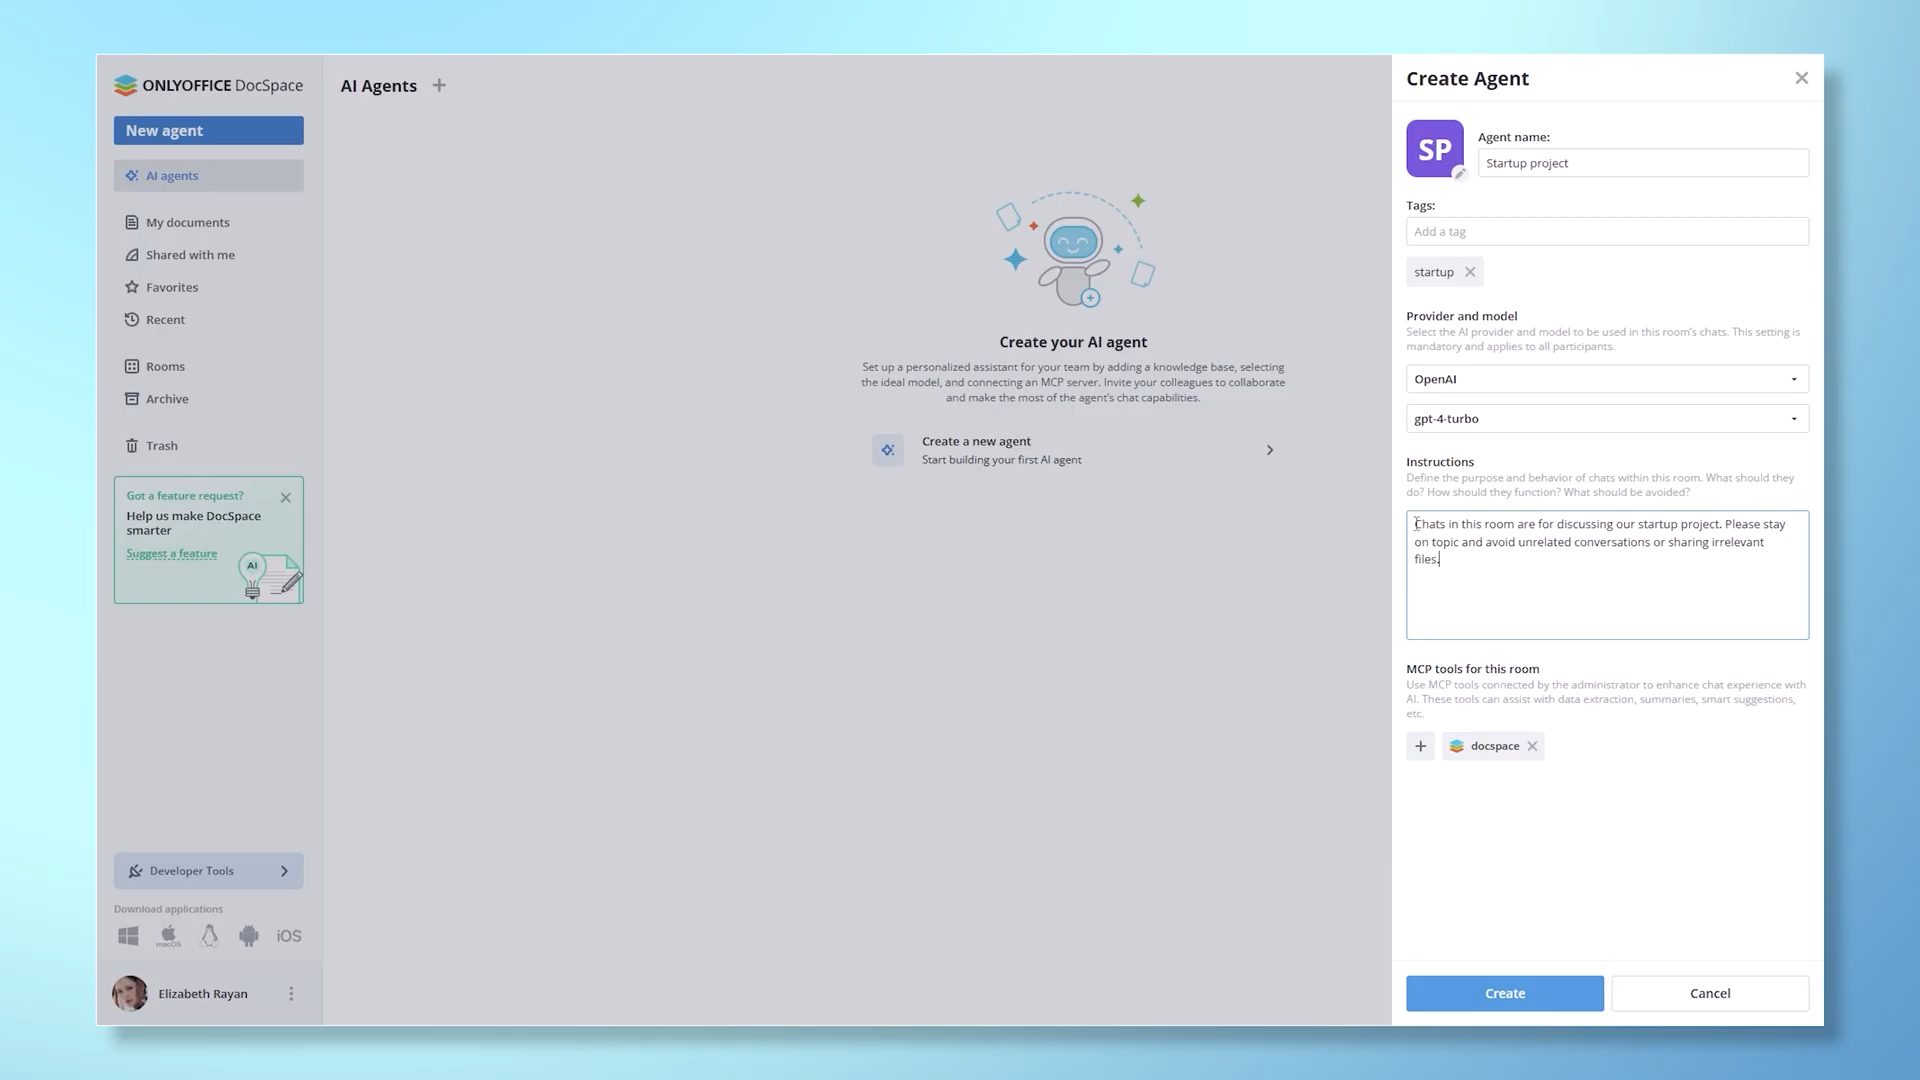 ONLYOFFICE DocSpace
New agent
AI agents
My documents
Shared with me
Favorites
Recent
Rooms
Archive
Trash
Got a feature request?
Help us make DocSpace
smarter
Suggest a feature
AI
Developer Tools
Download applications
macOS
iOS
Elizabeth Rayan
AI Agents
Create your AI agent
Set up a personalized assistant for your team by adding a knowledge base, selecting
the ideal model, and connecting an MCP server. Invite your colleagues to collaborate
and make the most of the agent's chat capabilities.
Create a new agent
Start building your first AI agent
Create Agent
SP
Agent name:
Startup project
Tags:
Add a tag
startup
Provider and model
Select the AI provider and model to be used in this room's chats. This setting is
mandatory and applies to all participants.
OpenAI
gpt-4-turbo
Instructions
Define the purpose and behavior of chats within this room. What should they
do? How should they function? What should be avoided?
Chats in this room are for discussing our startup project. Please stay
on topic and avoid unrelated conversations or sharing irrelevant
files.
MCP tools for this room
Use MCP tools connected by the administrator to enhance chat experience with
AI. These tools can assist with data extraction, summaries, smart suggestions,
etc.
docspace
Create
Cancel